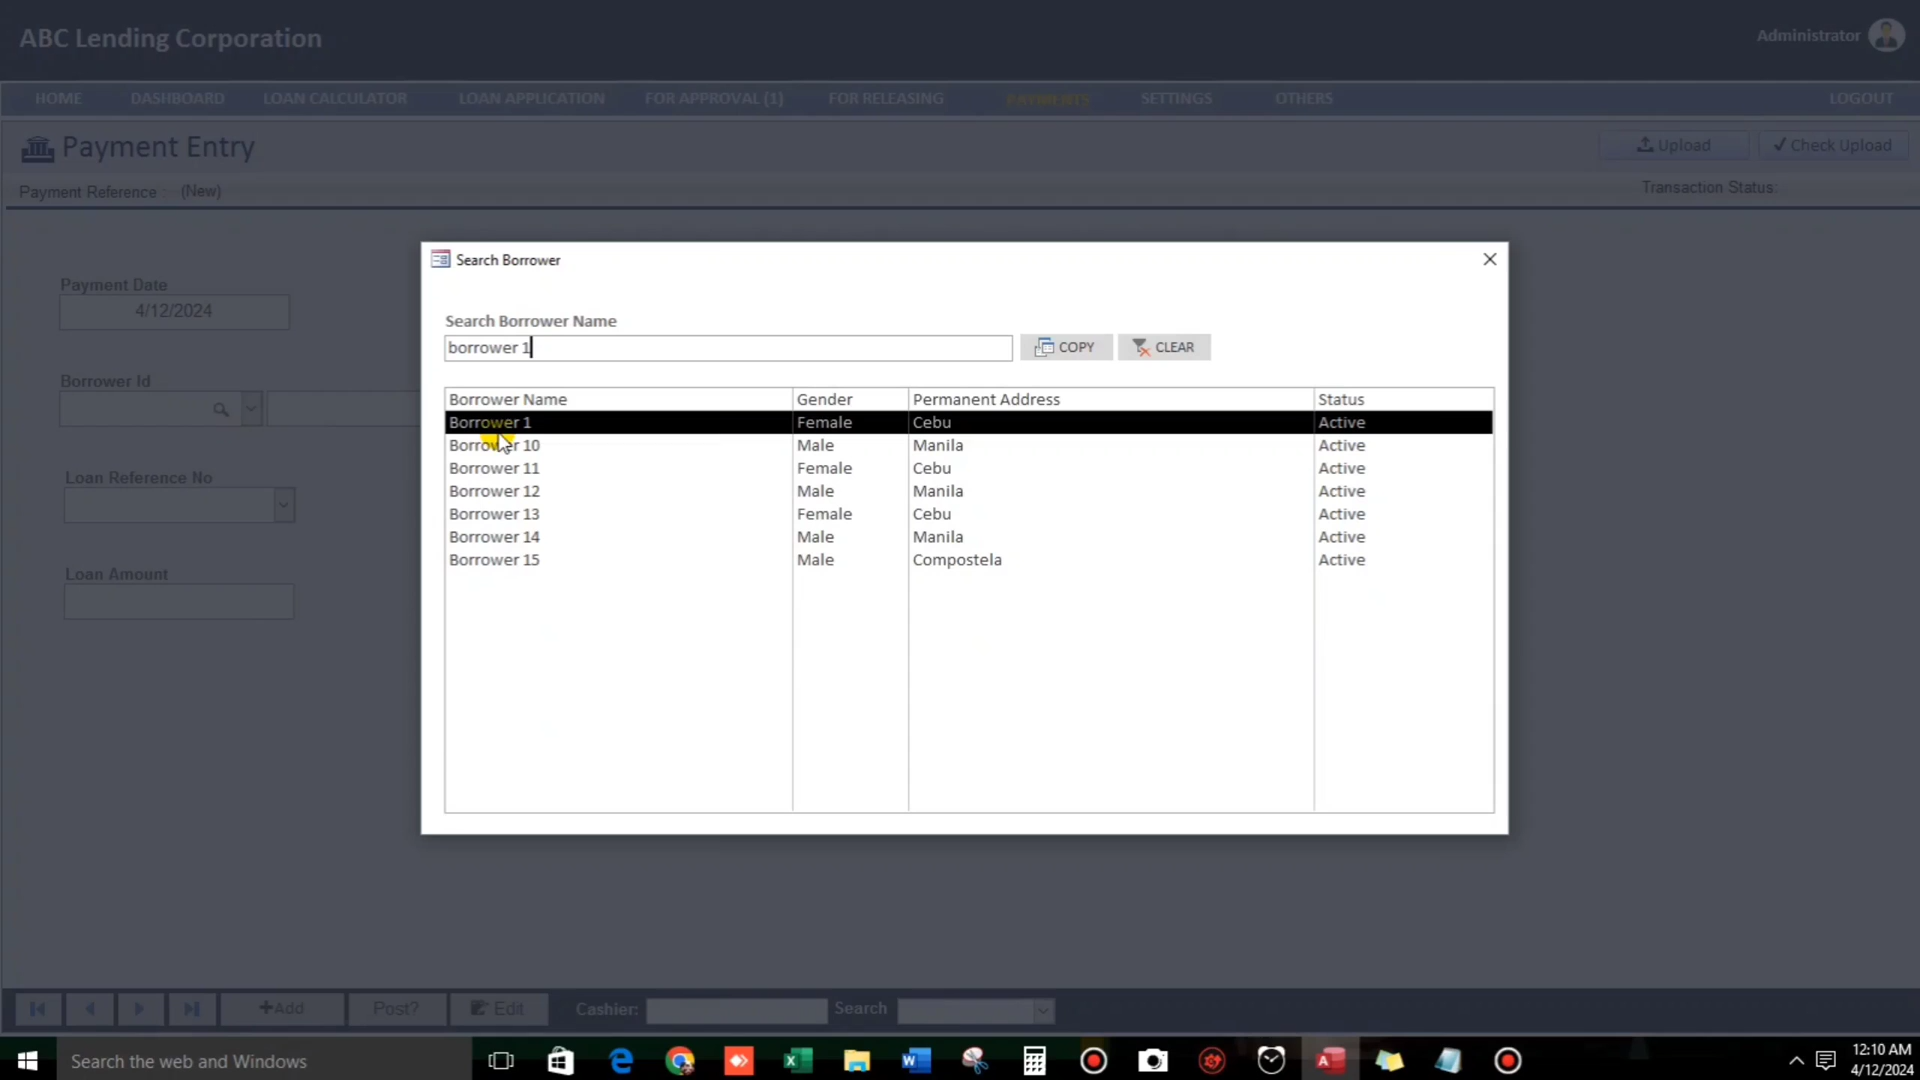 ABC Lending Corporation
Administrator
HOME DASHBOARD LOAN CALCULATOR LOAN APPLICATION FOR APPROVAL (1) FOR RELEASING PAYMENTS SETTINGS OTHERS LOGOUT
Payment Entry
Upload Check Upload
Payment Reference : (New)
Transaction Status:
Search Borrower
Payment Date
4/12/2024
Search Borrower Name
borrower 1
COPY CLEAR
Borrower Id
Borrower Name Gender Permanent Address Status
Borrower 1 Female Cebu Active
Borrower 10 Male Manila Active
Borrower 11 Female Cebu Active
Loan Reference No
Borrower 12 Male Manila Active
Borrower 13 Female Cebu Active
Borrower 14 Male Manila Active
Borrower 15 Male Compostela Active
Loan Amount
+Add Post? Edit Cashier: Search
Search the web and Windows
12:10 AM
4/12/2024